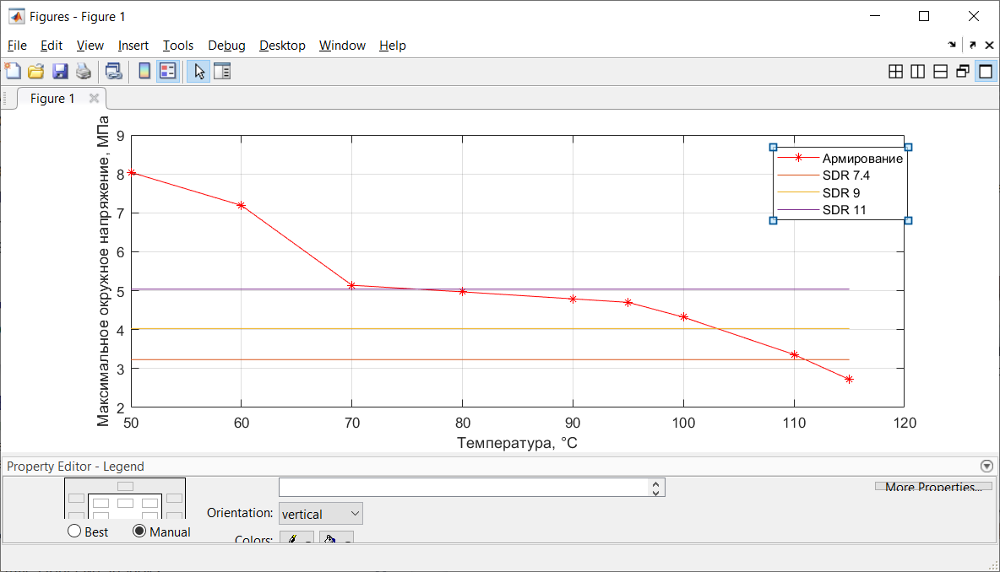 Figures - Figure 1
File Edit View Insert Tools Debug Desktop Window Help
Figure 1
Максимальное окружное напряжение, МПа
9
8
7
6
5
4
3
2
50 60 70 80 90 100 110 120
Температура, °C
Армирование
SDR 7.4
SDR 9
SDR 11
Property Editor - Legend
More Properties...
Orientation: vertical
Best Manual
Colors: